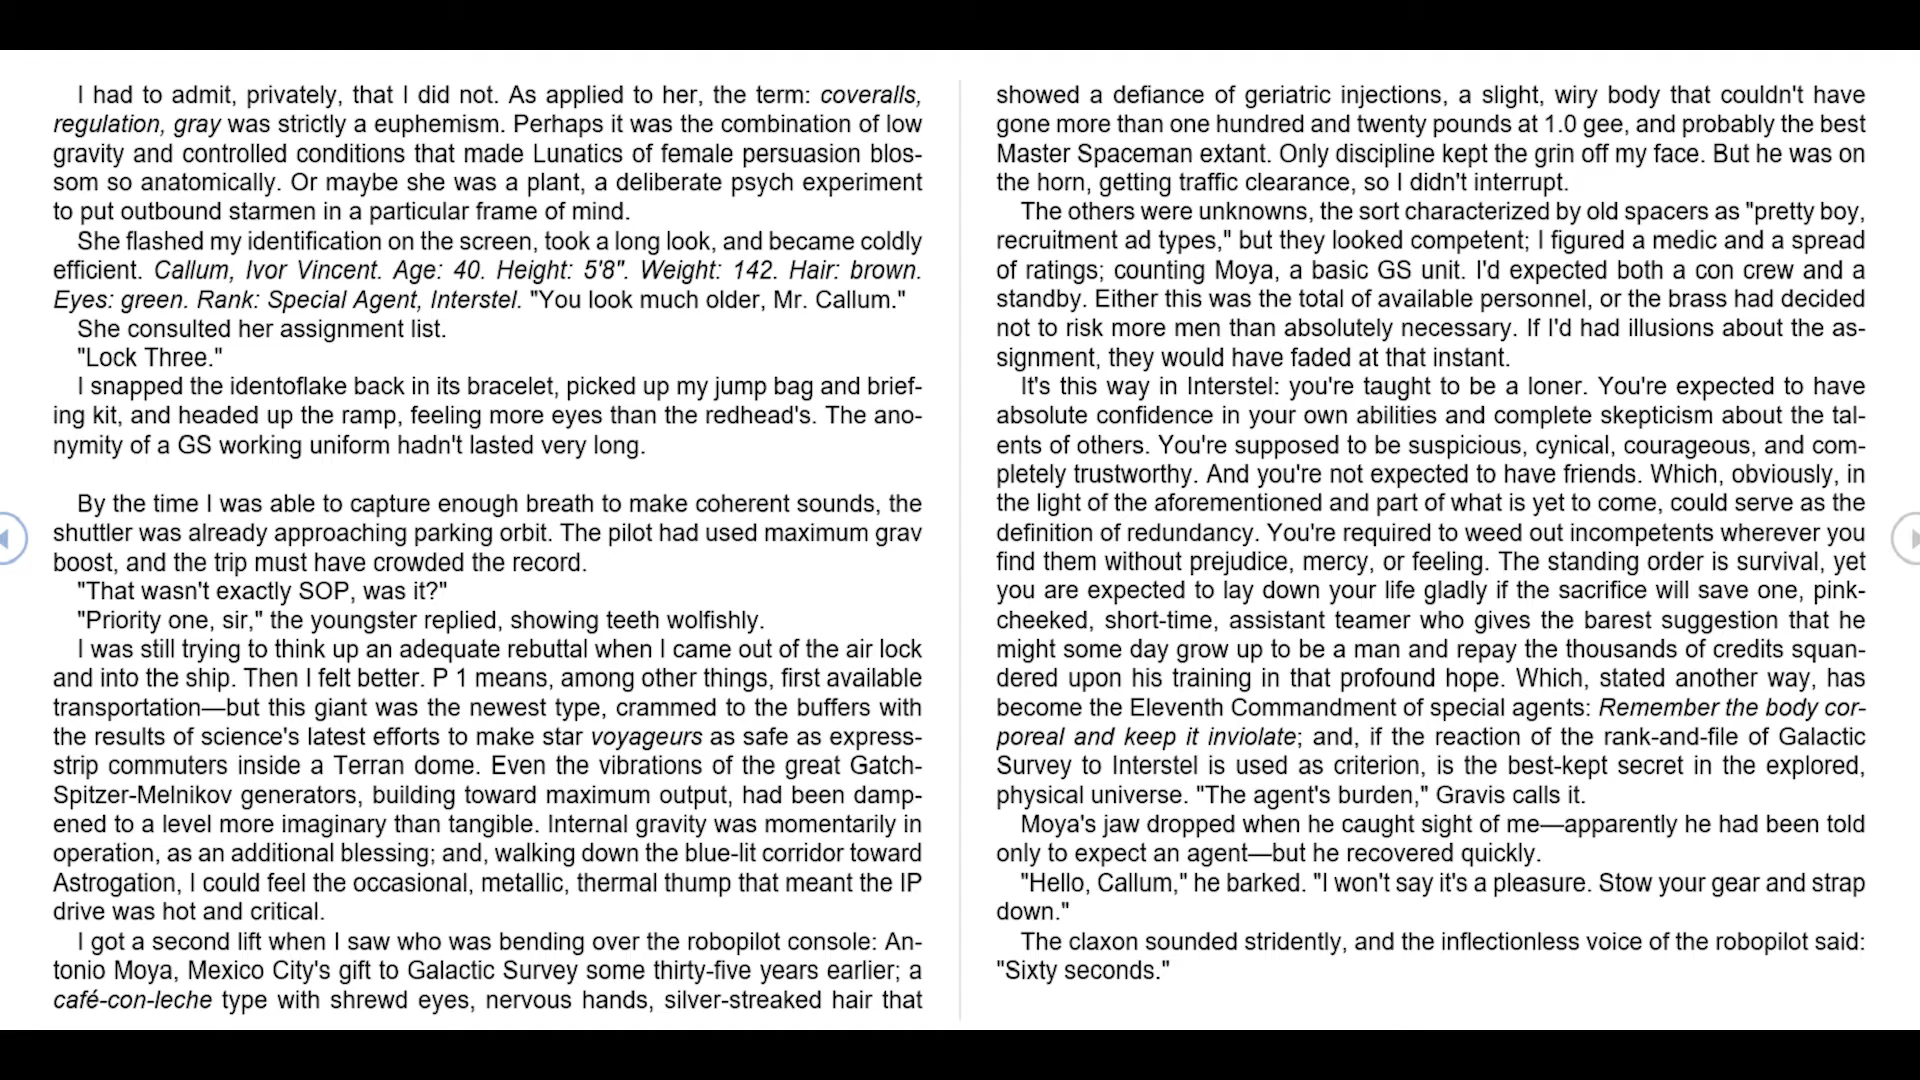 I had to admit, privately, that I did not. As applied to her, the term: coveralls,
regulation, gray was strictly a euphemism. Perhaps it was the combination of low
gravity and controlled conditions that made Lunatics of female persuasion blos-
som so anatomically. Or maybe she was a plant, a deliberate psych experiment
to put outbound starmen in a particular frame of mind.
She flashed my identification on the screen, took a long look, and became coldly
efficient. Callum, Ivor Vincent. Age: 40. Height: 5'8". Weight: 142. Hair: brown.
Eyes: green. Rank: Special Agent, Interstel. "You look much older, Mr. Callum."
She consulted her assignment list.
"Lock Three."
I snapped the identoflake back in its bracelet, picked up my jump bag and brief-
ing kit, and headed up the ramp, feeling more eyes than the redhead's. The ano-
nymity of a GS working uniform hadn't lasted very long.
By the time I was able to capture enough breath to make coherent sounds, the
shuttler was already approaching parking orbit. The pilot had used maximum grav
boost, and the trip must have crowded the record.
"That wasn't exactly SOP, was it?"
"Priority one, sir," the youngster replied, showing teeth wolfishly.
I was still trying to think up an adequate rebuttal when I came out of the air lock
and into the ship. Then I felt better. P 1 means, among other things, first available
transportation—but this giant was the newest type, crammed to the buffers with
the results of science's latest efforts to make star voyageurs as safe as express-
strip commuters inside a Terran dome. Even the vibrations of the great Gatch-
Spitzer-Melnikov generators, building toward maximum output, had been damp-
ened to a level more imaginary than tangible. Internal gravity was momentarily in
operation, as an additional blessing; and, walking down the blue-lit corridor toward
Astrogation, I could feel the occasional, metallic, thermal thump that meant the IP
drive was hot and critical.
I got a second lift when I saw who was bending over the robopilot console: An-
tonio Moya, Mexico City's gift to Galactic Survey some thirty-five years earlier; a
café-con-leche type with shrewd eyes, nervous hands, silver-streaked hair that
showed a defiance of geriatric injections, a slight, wiry body that couldn't have
gone more than one hundred and twenty pounds at 1.0 gee, and probably the best
Master Spaceman extant. Only discipline kept the grin off my face. But he was on
the horn, getting traffic clearance, so I didn't interrupt.
The others were unknowns, the sort characterized by old spacers as "pretty boy,
recruitment ad types," but they looked competent; I figured a medic and a spread
of ratings; counting Moya, a basic GS unit. I'd expected both a con crew and a
standby. Either this was the total of available personnel, or the brass had decided
not to risk more men than absolutely necessary. If I'd had illusions about the as-
signment, they would have faded at that instant.
It's this way in Interstel: you're taught to be a loner. You're expected to have
absolute confidence in your own abilities and complete skepticism about the tal-
ents of others. You're supposed to be suspicious, cynical, courageous, and com-
pletely trustworthy. And you're not expected to have friends. Which, obviously, in
the light of the aforementioned and part of what is yet to come, could serve as the
definition of redundancy. You're required to weed out incompetents wherever you
find them without prejudice, mercy, or feeling. The standing order is survival, yet
you are expected to lay down your life gladly if the sacrifice will save one, pink-
cheeked, short-time, assistant teamer who gives the barest suggestion that he
might some day grow up to be a man and repay the thousands of credits squan-
dered upon his training in that profound hope. Which, stated another way, has
become the Eleventh Commandment of special agents: Remember the body cor-
poreal and keep it inviolate; and, if the reaction of the rank-and-file of Galactic
Survey to Interstel is used as criterion, is the best-kept secret in the explored,
physical universe. "The agent's burden," Gravis calls it.
Moya's jaw dropped when he caught sight of me—apparently he had been told
only to expect an agent—but he recovered quickly.
"Hello, Callum," he barked. "I won't say it's a pleasure. Stow your gear and strap
down."
The claxon sounded stridently, and the inflectionless voice of the robopilot said:
"Sixty seconds."